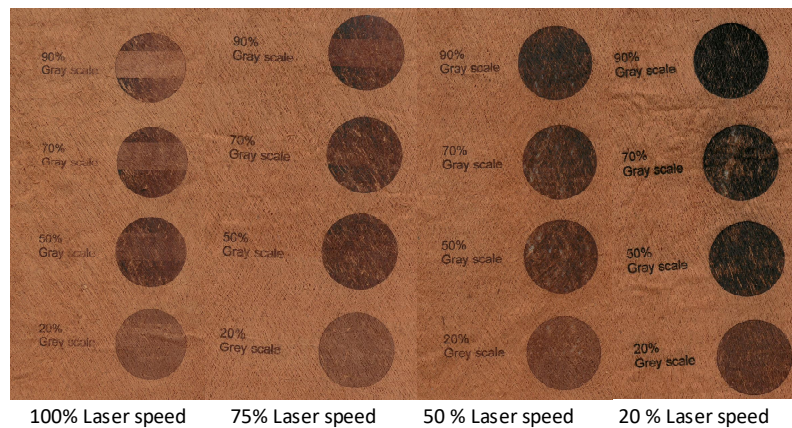 90%
Gray scale
70%
Gray scale
50%
Gray scale
20%
Grey scale
100% Laser speed
90%
Gray scale
70%
Gray scale
50%
Gray scale
20%
Grey scale
75% Laser speed
90%
Gray scale
70%
Gray scale
50%
Gray scale
20%
Grey scale
50 % Laser speed
90%
Gray scale
70%
Gray scale
50%
Gray scale
20%
Grey scale
20 % Laser speed